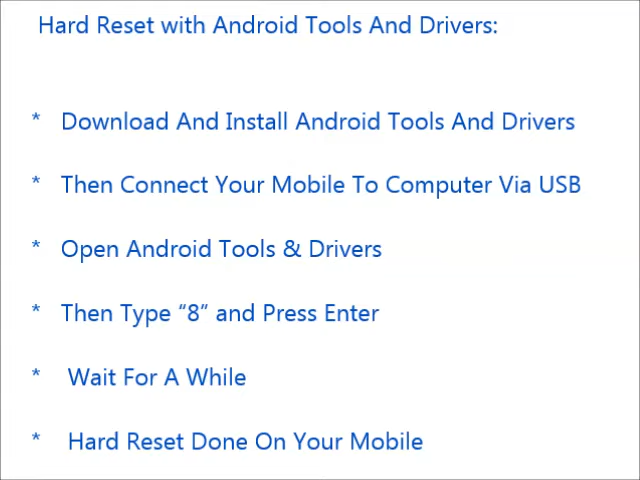 Hard Reset with Android Tools And Drivers:
* Download And Install Android Tools And Drivers
* Then Connect Your Mobile To Computer Via USB
* Open Android Tools & Drivers
* Then Type “8” and Press Enter
* Wait For A While
* Hard Reset Done On Your Mobile